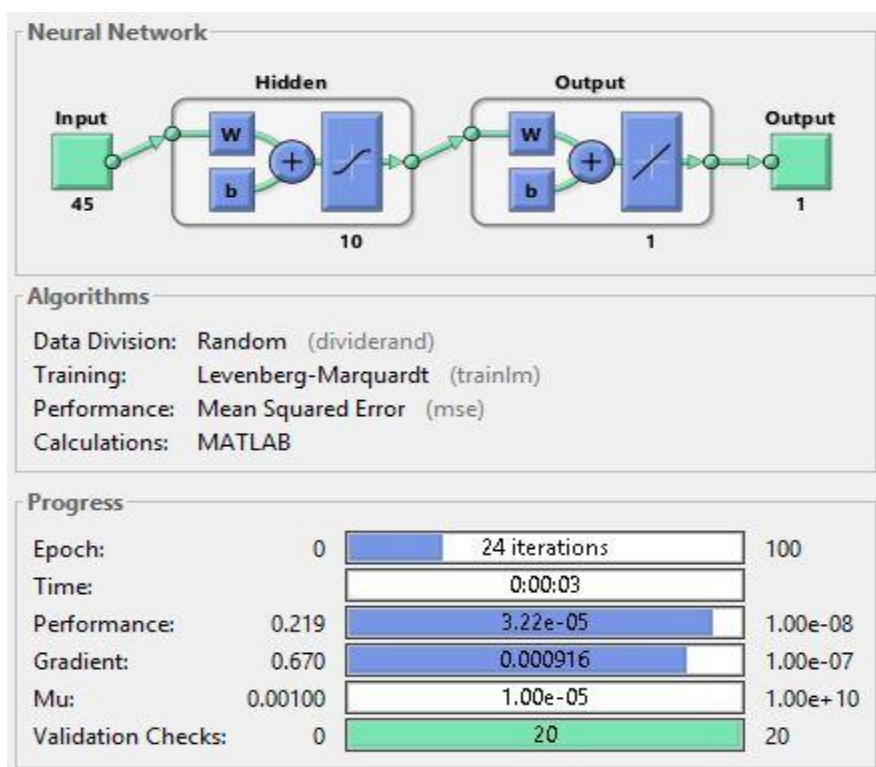 Neural Network
Hidden
Output
Input
Output
W
b
+
W
b
+
45
10
1
1
Algorithms
Data Division: Random (dividerand)
Training: Levenberg-Marquardt (trainlm)
Performance: Mean Squared Error (mse)
Calculations: MATLAB
Progress
Epoch: 0 24 iterations 100
Time: 0:00:03
Performance: 0.219 3.22e-05 1.00e-08
Gradient: 0.670 0.000916 1.00e-07
Mu: 0.00100 1.00e-05 1.00e+10
Validation Checks: 0 20 20